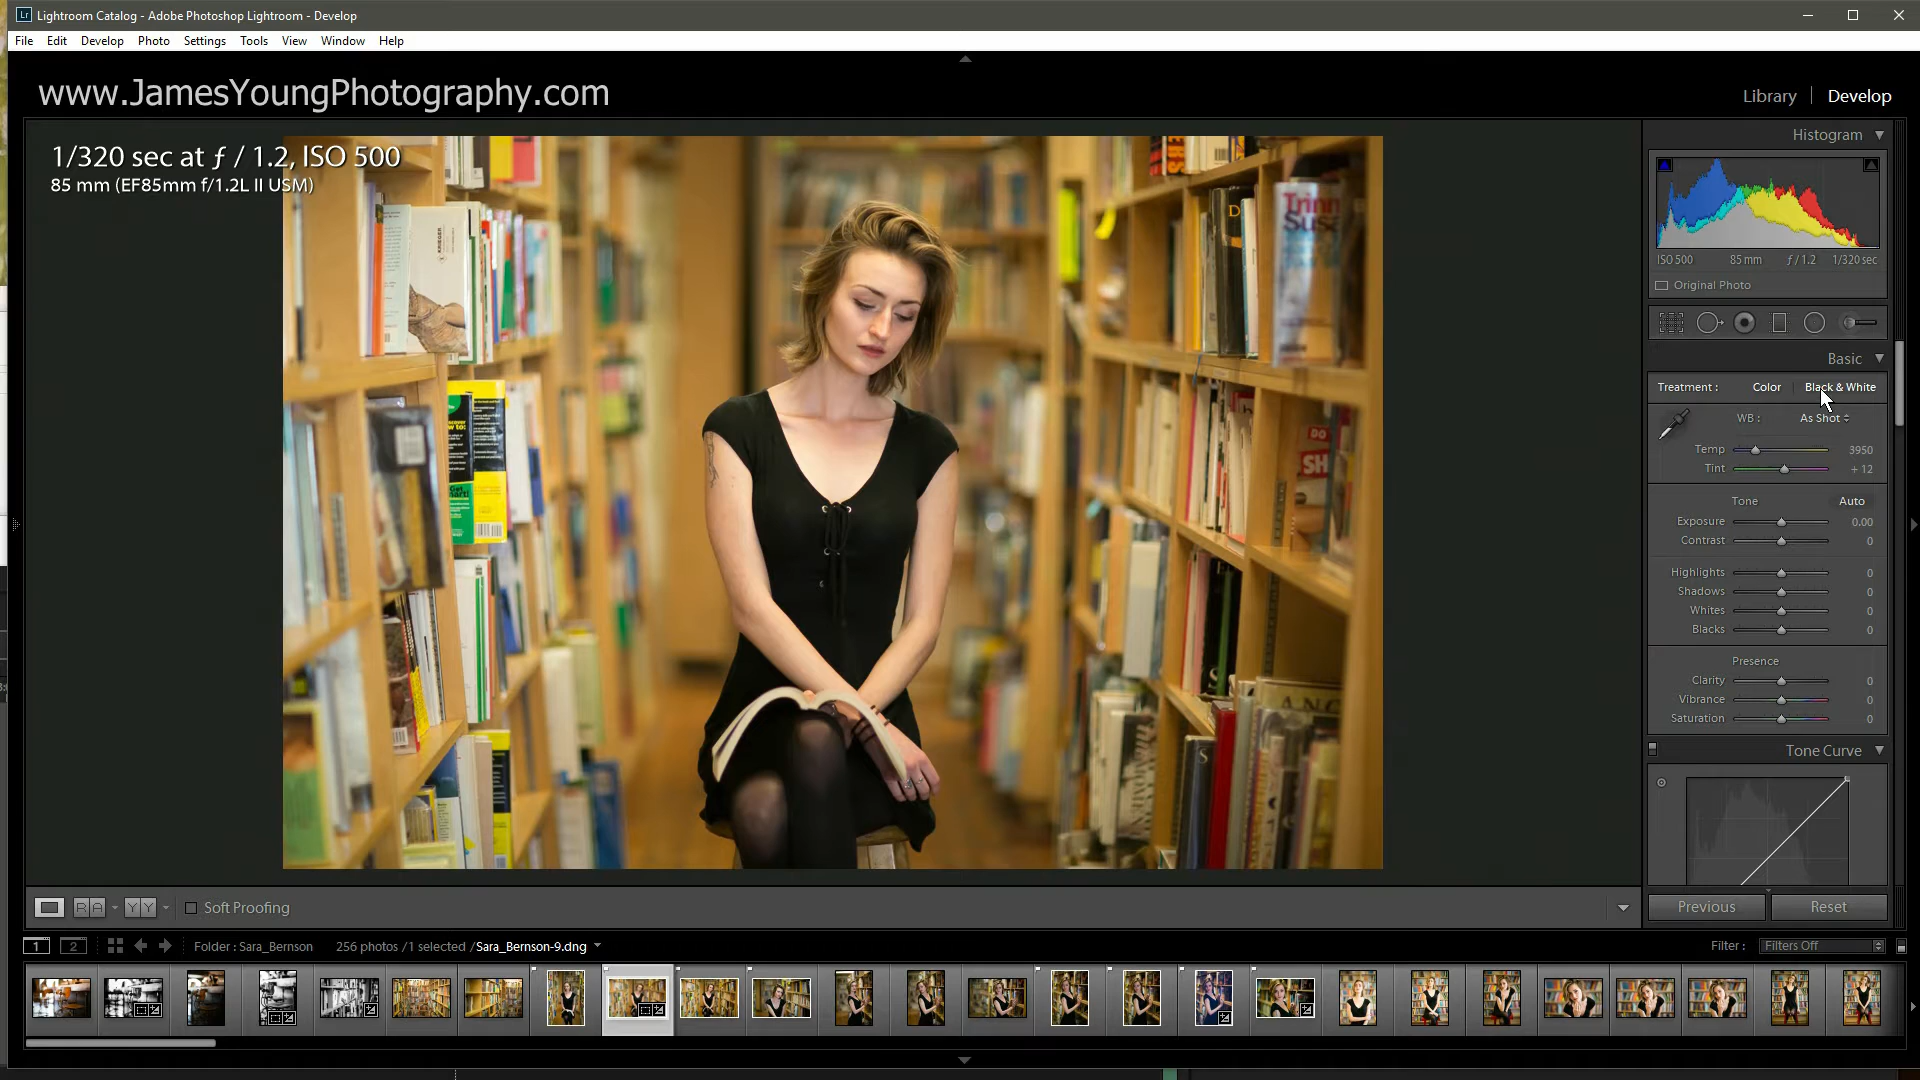 Lightroom Catalog - Adobe Photoshop Lightroom - Develop
File Edit Develop Photo Settings Tools View Window Help
www.JamesYoungPhotography.com
Library | Develop
1/320 sec at ƒ / 1.2, ISO 500
85 mm (EF85mm f/1.2L II USM)
Histogram
ISO 500 85 mm ƒ / 1.2 1/320 sec
Original Photo
Basic
Treatment : Color Black & White
WB : As Shot
Temp 3950
Tint + 12
Tone Auto
Exposure 0.00
Contrast 0
Highlights 0
Shadows 0
Whites 0
Blacks 0
Presence
Clarity 0
Vibrance 0
Saturation 0
Tone Curve
Previous Reset
KRIEGER
Trinn
DO
SH
R A Y Y Soft Proofing
1 2 Folder : Sara_Bernson 256 photos /1 selected /Sara_Bernson-9.dng Filter : Filters Off